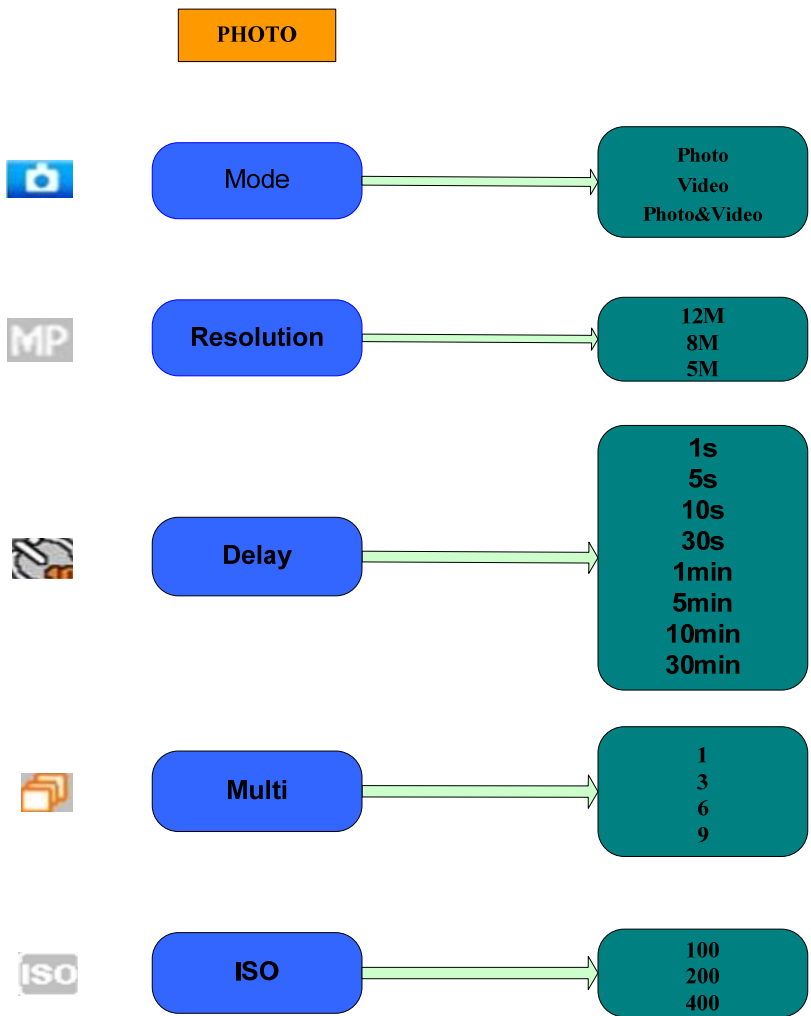 PHOTO
Mode
Photo
Video
Photo&Video
MP
Resolution
12M
8M
5M
Delay
1s
5s
10s
30s
1min
5min
10min
30min
Multi
1
3
6
9
ISO
ISO
100
200
400